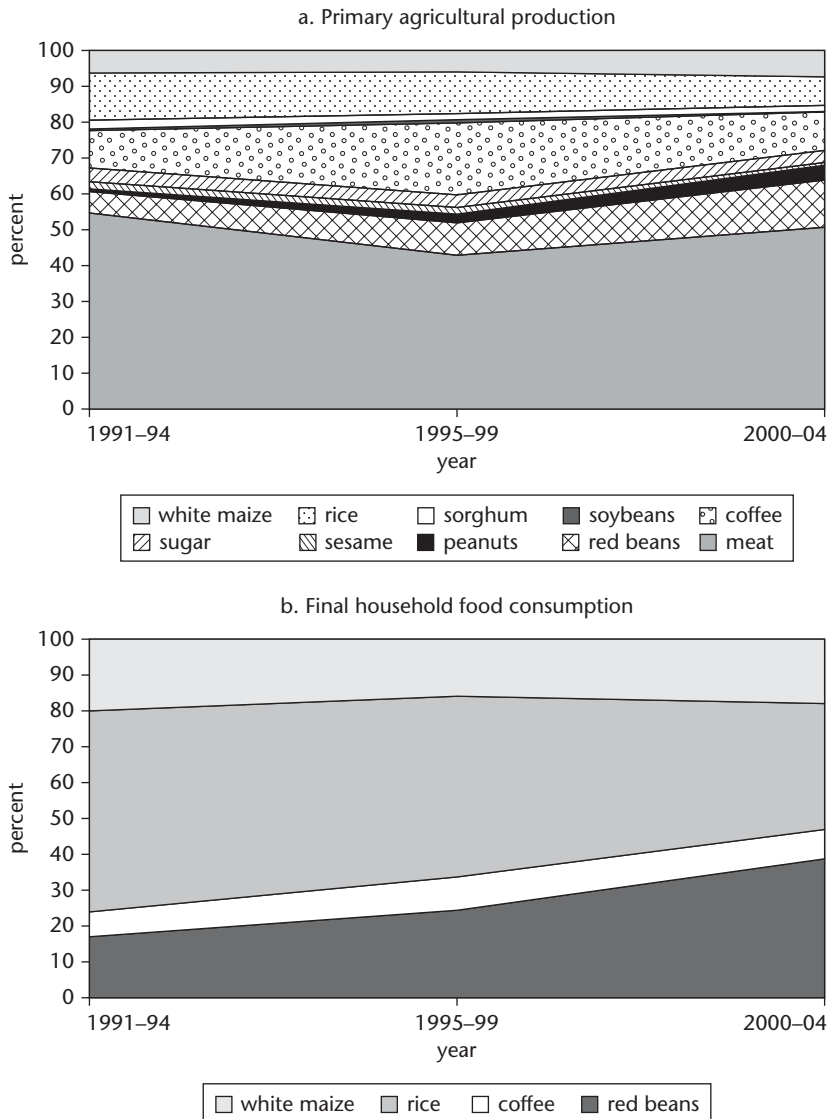 a. Primary agricultural production
100
90
80
70
60
50
40
30
20
10
0
percent
1991–94 1995–99 2000–04
year
white maize rice sorghum soybeans coffee
sugar sesame peanuts red beans meat
b. Final household food consumption
100
90
80
70
60
50
40
30
20
10
0
percent
1991–94 1995–99 2000–04
year
white maize rice coffee red beans